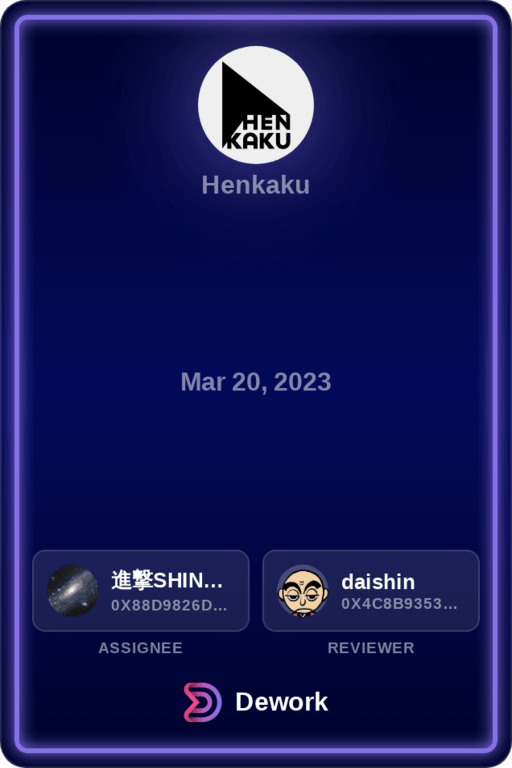 HEN
KAKU
Henkaku
Mar 20, 2023
進撃SHIN...
0X88D9826D...
ASSIGNEE
daishin
0X4C8B9353...
REVIEWER
Dework